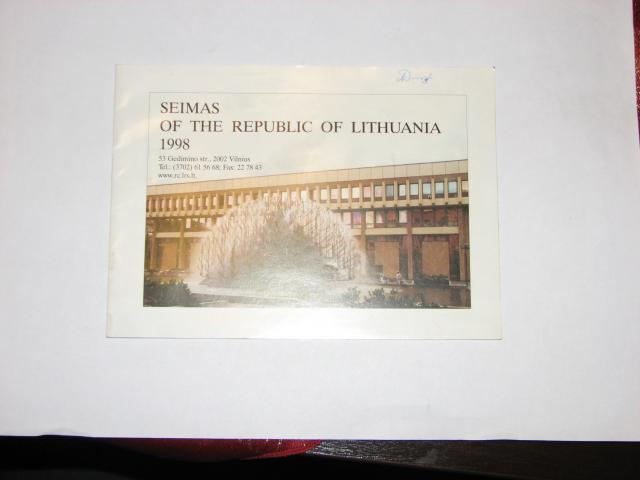 SEIMAS
OF THE REPUBLIC OF LITHUANIA
1998
53 Gedimino str., 2002 Vilnius
Tel.: (3702) 61 56 68; Fax: 22 78 43
www.rc.lrs.lt.